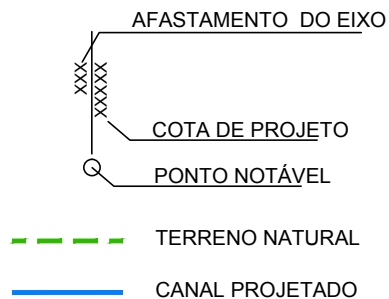 AFASTAMENTO DO EIXO
XXX
XXXXX
COTA DE PROJETO
PONTO NOTÁVEL
TERRENO NATURAL
CANAL PROJETADO